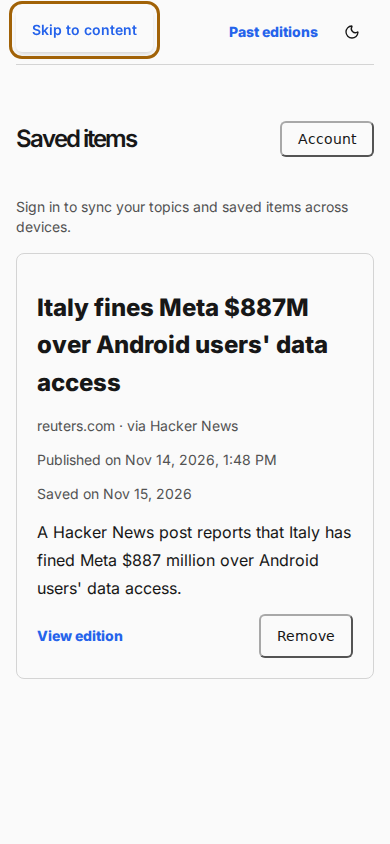 Skip to content
Past editions
Saved items
Account
Sign in to sync your topics and saved items across
devices.
Italy fines Meta $887M
over Android users' data
access
reuters.com · via Hacker News
Published on Nov 14, 2026, 1:48 PM
Saved on Nov 15, 2026
A Hacker News post reports that Italy has
fined Meta $887 million over Android
users' data access.
View edition
Remove